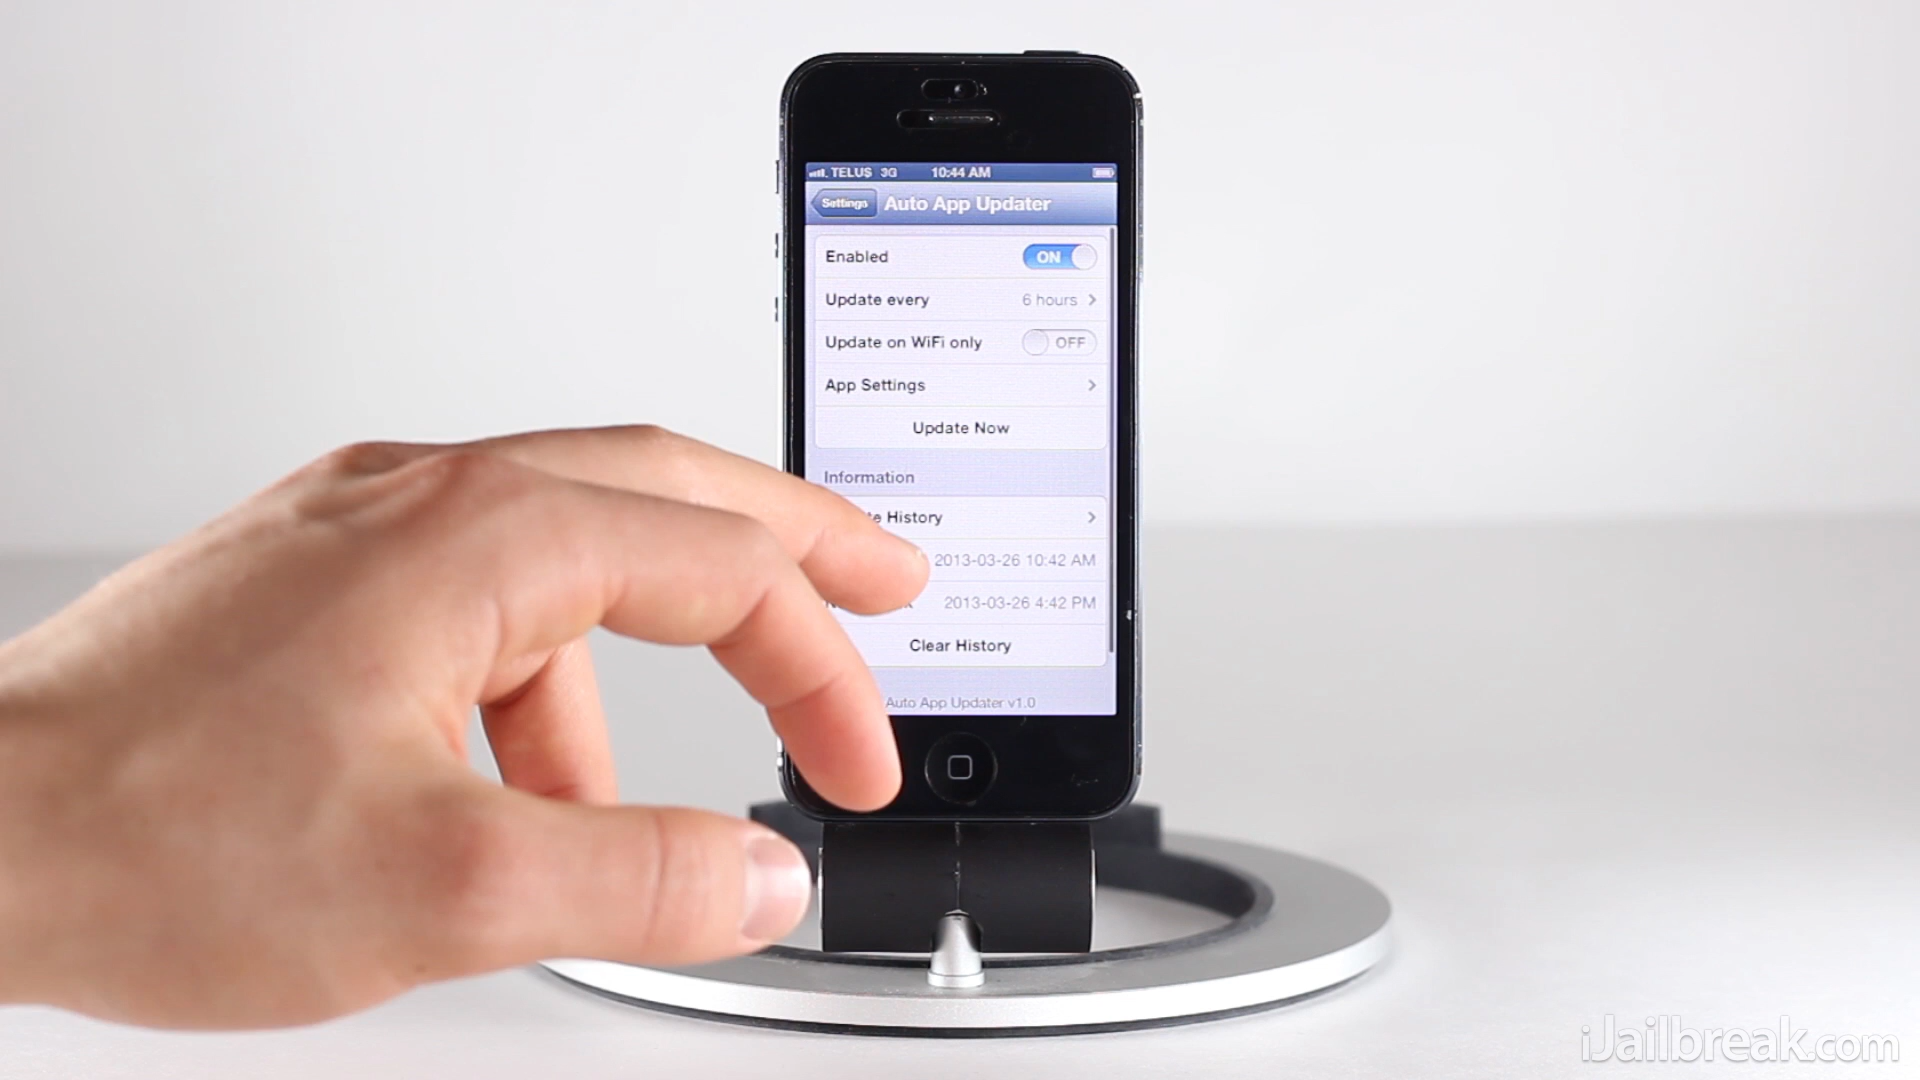 TELUS 3G 10:44 AM
Settings Auto App Updater
Enabled ON
Update every 6 hours
Update on WiFi only OFF
App Settings
Update Now
Information
History
2013-03-26 10:42 AM
2013-03-26 4:42 PM
Clear History
Auto App Updater v1.0
iJailbreak.com